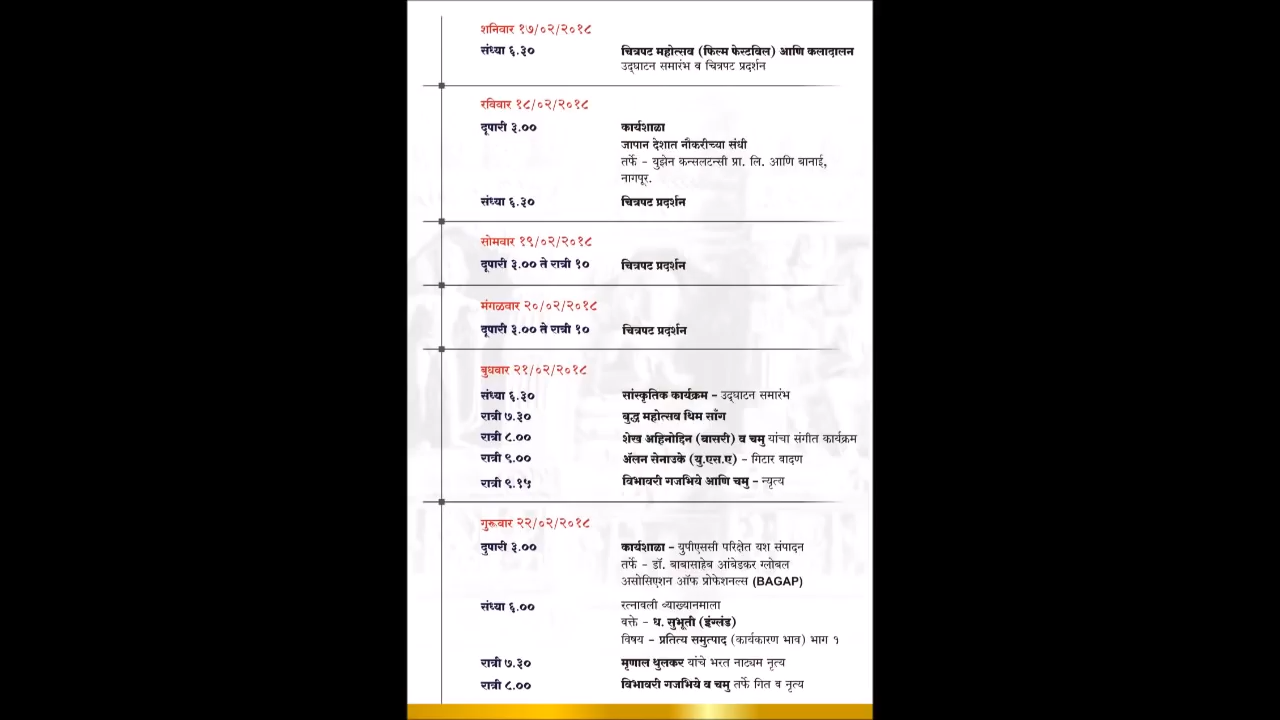 शनिवार १७/०२/२०१८
संध्या ६.३० चित्रपट महोत्सव (फिल्म फेस्टविल) आणि कलादालन
उद्घाटन समारंभ व चित्रपट प्रदर्शन
रविवार १८/०२/२०१८
दूपारी ३.०० कार्यशाळा
जापान देशात नौकरीच्या संधी
तर्फे - युझेन कन्सलटन्सी प्रा. लि. आणि बानाई,
नागपूर.
संध्या ६.३० चित्रपट प्रदर्शन
सोमवार १९/०२/२०१८
दूपारी ३.०० ते रात्री १० चित्रपट प्रदर्शन
मंगळवार २०/०२/२०१८
दूपारी ३.०० ते रात्री १० चित्रपट प्रदर्शन
बुधवार २१/०२/२०१८
संध्या ६.३० सांस्कृतिक कार्यक्रम - उद्घाटन समारंभ
रात्री ७.३० बुद्ध महोत्सव थिम साँग
रात्री ८.०० शेख अहिनोद्दिन (बासरी) व चमु यांचा संगीत कार्यक्रम
रात्री ९.०० ॲलन सेनाउके (यु.एस.ए) - गिटार वादण
रात्री ९.१५ विभावरी गजभिये आणि चमु - न्यृत्य
गुरूवार २२/०२/२०१८
दुपारी ३.०० कार्यशाळा - युपीएससी परिक्षेत यश संपादन
तर्फे - डॉ. बाबासाहेब आंबेडकर ग्लोबल
असोसिएशन ऑफ प्रोफेशनल्स (BAGAP)
संध्या ६.०० रत्नावली व्याख्यानमाला
वक्ते - ध. सुभूती (इंग्लंड)
विषय - प्रतित्य समुत्पाद (कार्यकारण भाव) भाग १
रात्री ७.३० मृणाल थुलकर यांचे भरत नाट्यम नृत्य
रात्री ८.०० विभावरी गजभिये व चमु तर्फे गित व नृत्य